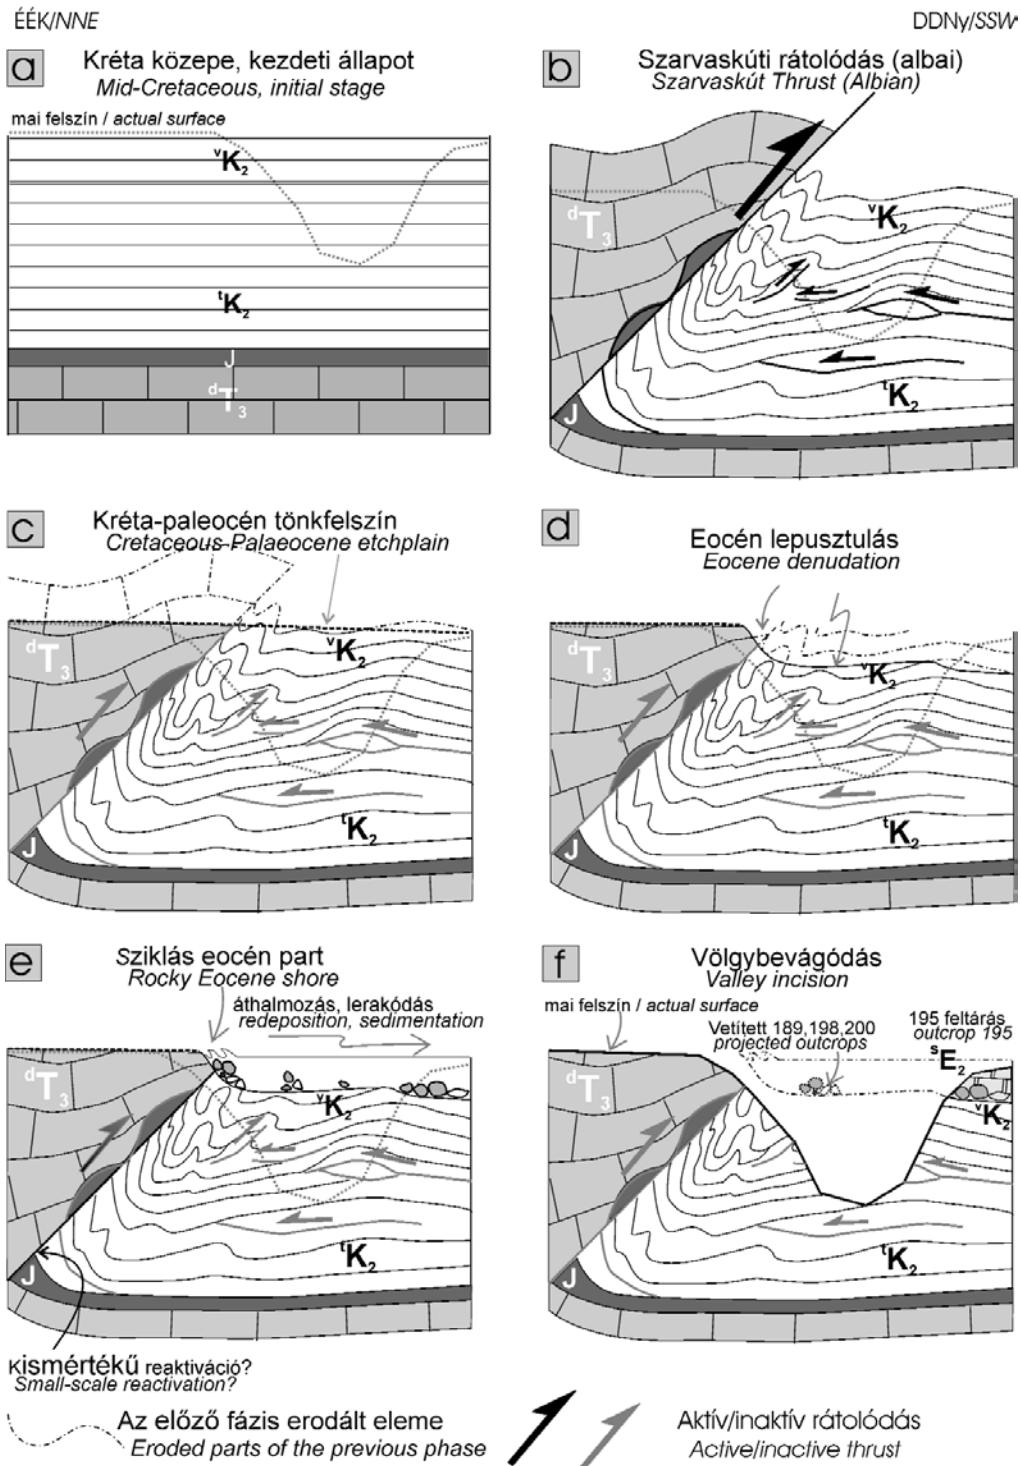 ÉÉK/NNE
DDNy/SSW
a
Kréta közepe, kezdeti állapot
Mid-Cretaceous, initial stage
mai felszín / actual surface
vK2
tK2
J
dT3
b
Szarvaskúti rátolódás (albai)
Szarvaskút Thrust (Albian)
dT3
vK2
tK2
J
c
Kréta-paleocén tönkfelszín
Cretaceous-Palaeocene etchplain
dT3
vK2
tK2
J
d
Eocén lepusztulás
Eocene denudation
dT3
vK2
tK2
J
e
Sziklás eocén part
Rocky Eocene shore
áthalmozás, lerakódás
redeposition, sedimentation
dT3
vK2
tK2
J
Kismértékű reaktiváció?
Small-scale reactivation?
f
Völgybevágódás
Valley incision
mai felszín / actual surface
Vetített 189,198,200
projected outcrops
195 feltárás
outcrop 195
sE2
dT3
vK2
tK2
J
Az előző fázis erodált eleme
Eroded parts of the previous phase
Aktív/inaktív rátolódás
Active/inactive thrust